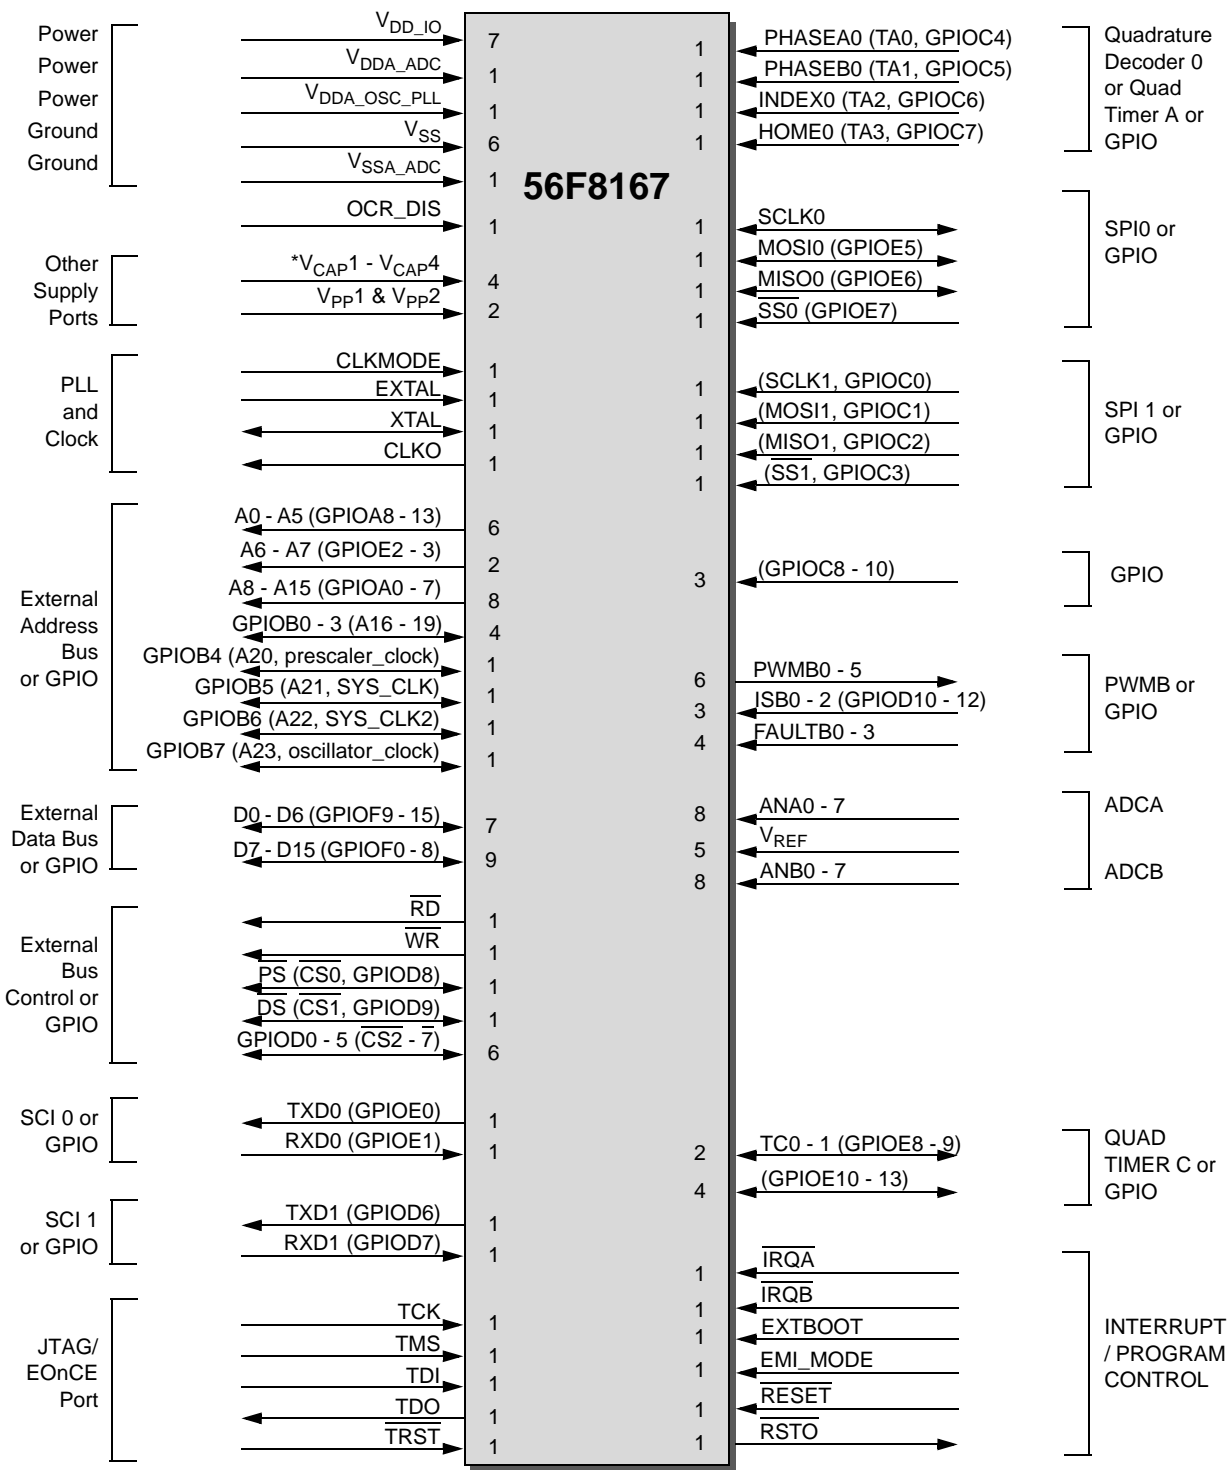 56F8167
Power
Power
Power
Ground
Ground
V_DD_IO 7
V_DDA_ADC 1
V_DDA_OSC_PLL 1
V_SS 6
V_SSA_ADC 1
OCR_DIS 1
Other
Supply
Ports
*V_CAP1 - V_CAP4 4
V_PP1 & V_PP2 2
PLL
and
Clock
CLKMODE 1
EXTAL 1
XTAL 1
CLKO 1
External
Address
Bus
or GPIO
A0 - A5 (GPIOA8 - 13) 6
A6 - A7 (GPIOE2 - 3) 2
A8 - A15 (GPIOA0 - 7) 8
GPIOB0 - 3 (A16 - 19) 4
GPIOB4 (A20, prescaler_clock) 1
GPIOB5 (A21, SYS_CLK) 1
GPIOB6 (A22, SYS_CLK2) 1
GPIOB7 (A23, oscillator_clock) 1
External
Data Bus
or GPIO
D0 - D6 (GPIOF9 - 15) 7
D7 - D15 (GPIOF0 - 8) 9
External
Bus
Control or
GPIO
RD 1
WR 1
PS (CS0, GPIOD8) 1
DS (CS1, GPIOD9) 1
GPIOD0 - 5 (CS2 - 7) 6
SCI 0 or
GPIO
TXD0 (GPIOE0) 1
RXD0 (GPIOE1) 1
SCI 1
or GPIO
TXD1 (GPIOD6) 1
RXD1 (GPIOD7) 1
JTAG/
EOnCE
Port
TCK 1
TMS 1
TDI 1
TDO 1
TRST 1
1 PHASEA0 (TA0, GPIOC4)
1 PHASEB0 (TA1, GPIOC5)
1 INDEX0 (TA2, GPIOC6)
1 HOME0 (TA3, GPIOC7)
Quadrature
Decoder 0
or Quad
Timer A or
GPIO
1 SCLK0
1 MOSI0 (GPIOE5)
1 MISO0 (GPIOE6)
1 SS0 (GPIOE7)
SPI0 or
GPIO
1 (SCLK1, GPIOC0)
1 (MOSI1, GPIOC1)
1 (MISO1, GPIOC2)
1 (SS1, GPIOC3)
SPI 1 or
GPIO
3 (GPIOC8 - 10)
GPIO
6 PWMB0 - 5
3 ISB0 - 2 (GPIOD10 - 12)
4 FAULTB0 - 3
PWMB or
GPIO
8 ANA0 - 7
5 V_REF
8 ANB0 - 7
ADCA
ADCB
2 TC0 - 1 (GPIOE8 - 9)
4 (GPIOE10 - 13)
QUAD
TIMER C or
GPIO
1 IRQA
1 IRQB
1 EXTBOOT
1 EMI_MODE
1 RESET
1 RSTO
INTERRUPT
/ PROGRAM
CONTROL